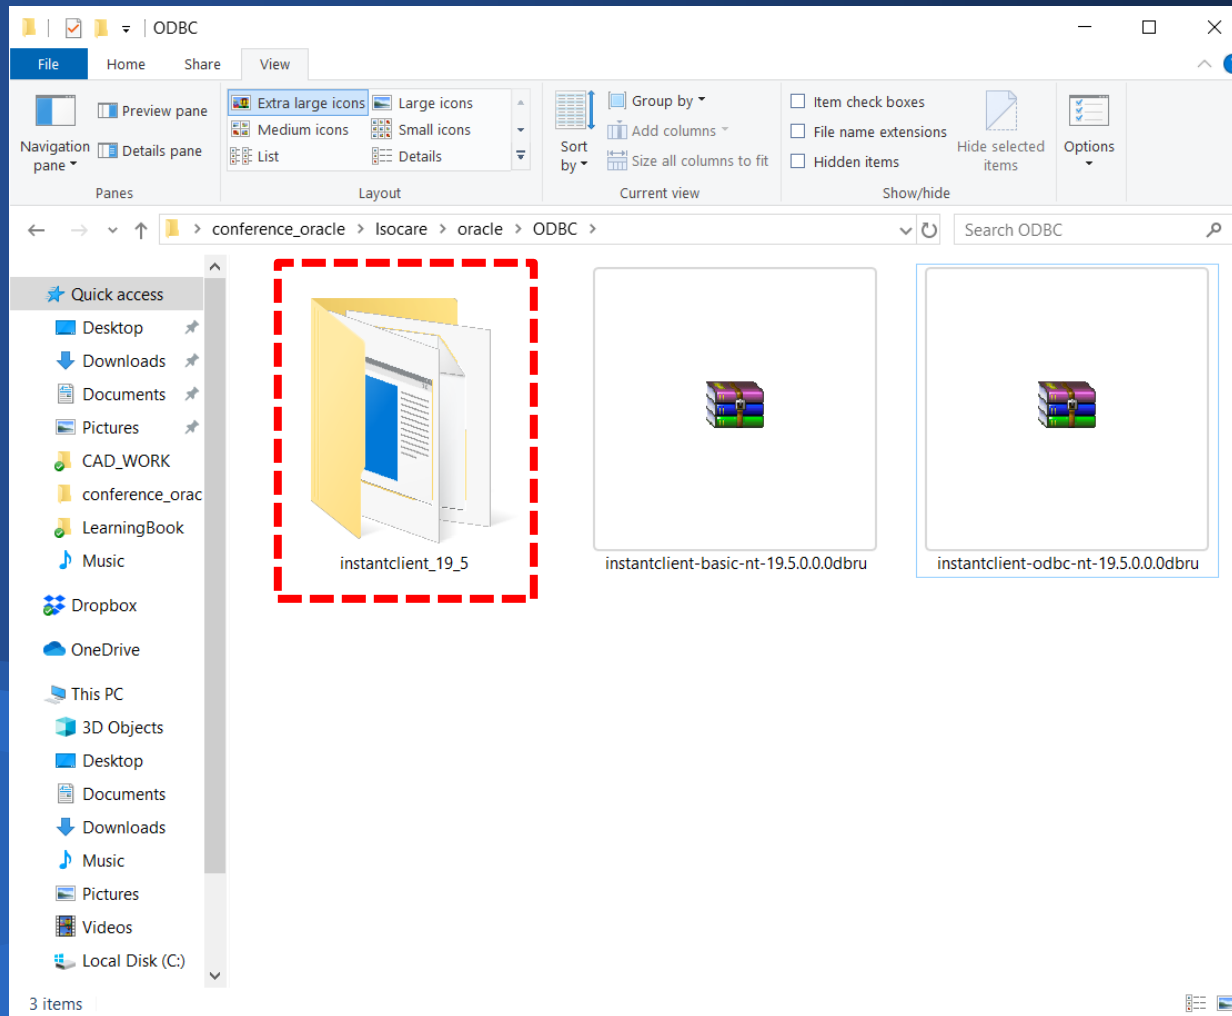 ODBC
File Home Share View
Navigation pane
Preview pane
Details pane
Panes
Extra large icons Large icons
Medium icons Small icons
List Details
Layout
Sort by
Group by
Add columns
Size all columns to fit
Current view
Item check boxes
File name extensions
Hidden items
Hide selected items
Show/hide
Options
conference_oracle > Isocare > oracle > ODBC >
Search ODBC
Quick access
Desktop
Downloads
Documents
Pictures
CAD_WORK
conference_orac
LearningBook
Music
Dropbox
OneDrive
This PC
3D Objects
Desktop
Documents
Downloads
Music
Pictures
Videos
Local Disk (C:)
instantclient_19_5
instantclient-basic-nt-19.5.0.0.0dbru
instantclient-odbc-nt-19.5.0.0.0dbru
3 items